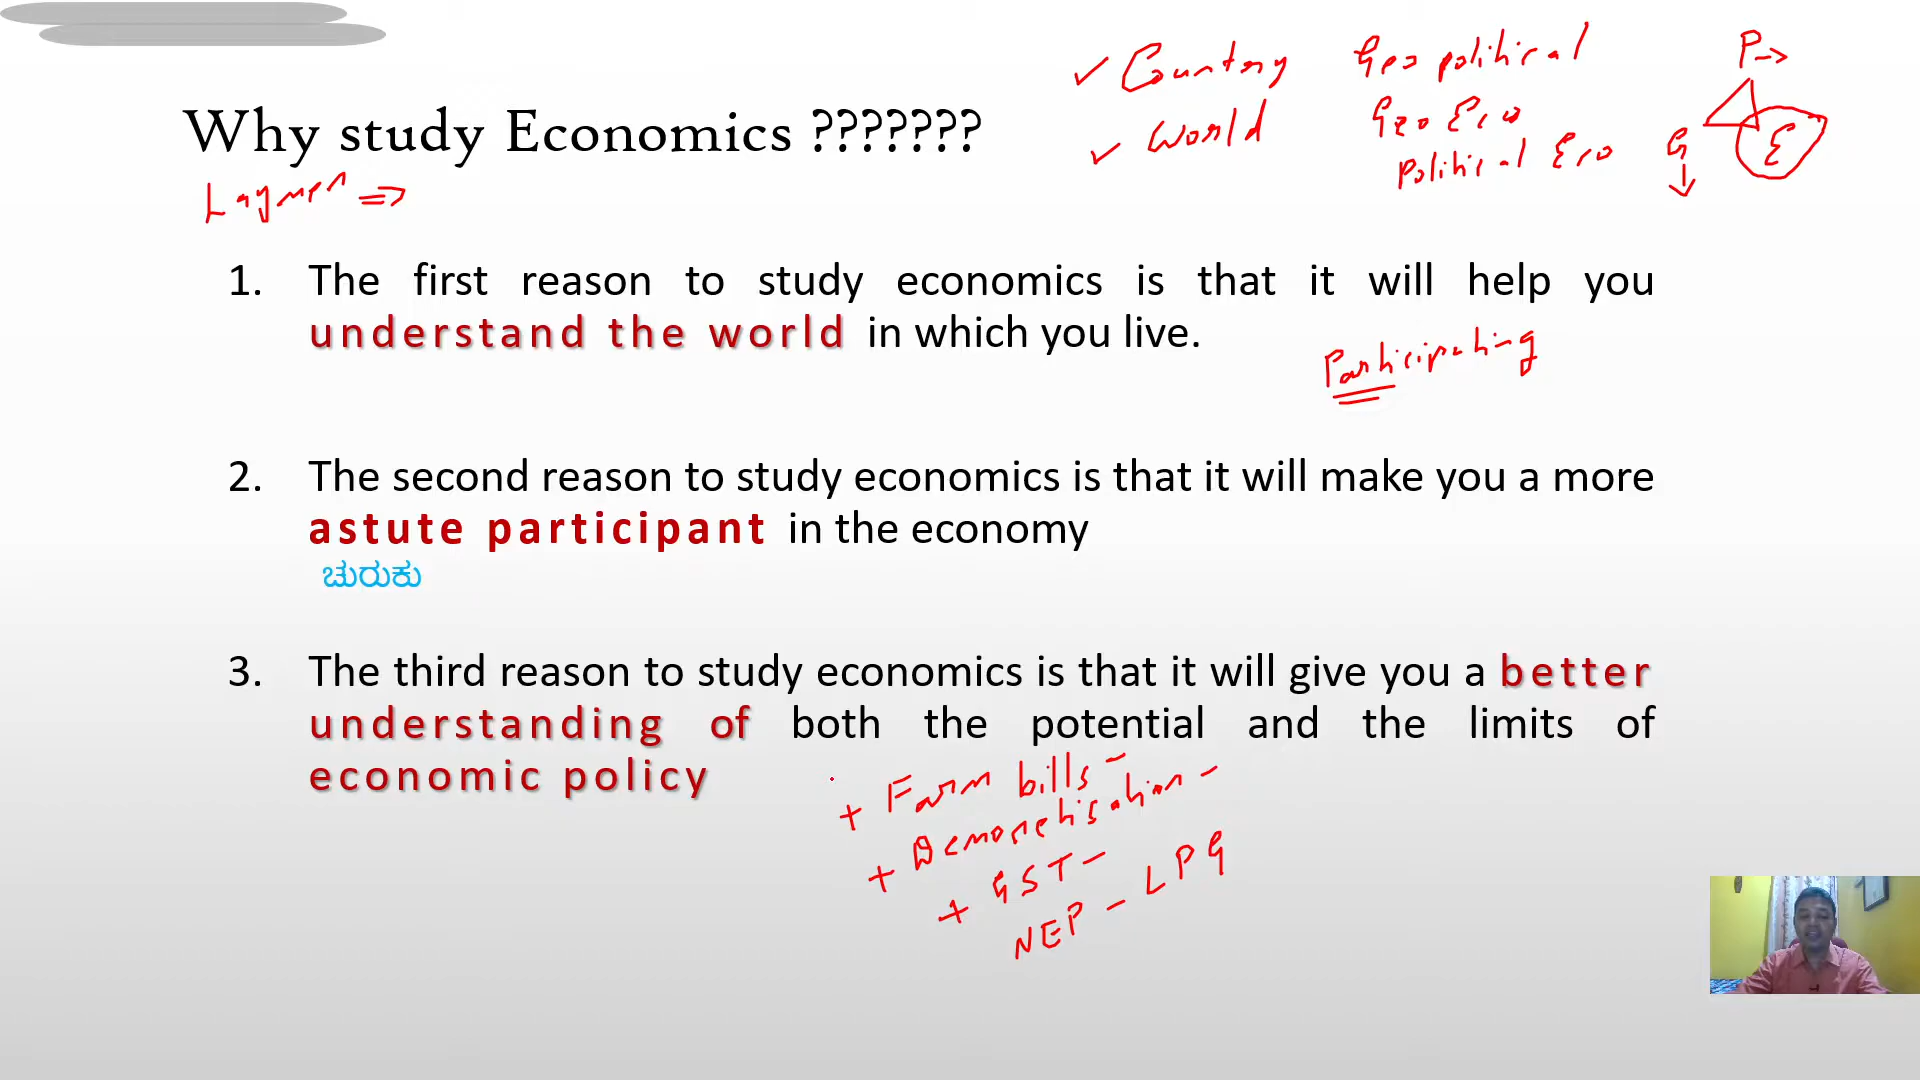 ✓ Country Geo political P→
Why study Economics ???????
✓ World Geo Eco
Political Eco G E
Laymen ⇒
1. The first reason to study economics is that it will help you
understand the world in which you live.
Participating
2. The second reason to study economics is that it will make you a more
astute participant in the economy
ಚುರುಕು
3. The third reason to study economics is that it will give you a better
understanding of both the potential and the limits of
economic policy
+ Farm bills -
+ Demonetisation -
+ GST -
NEP - LPG